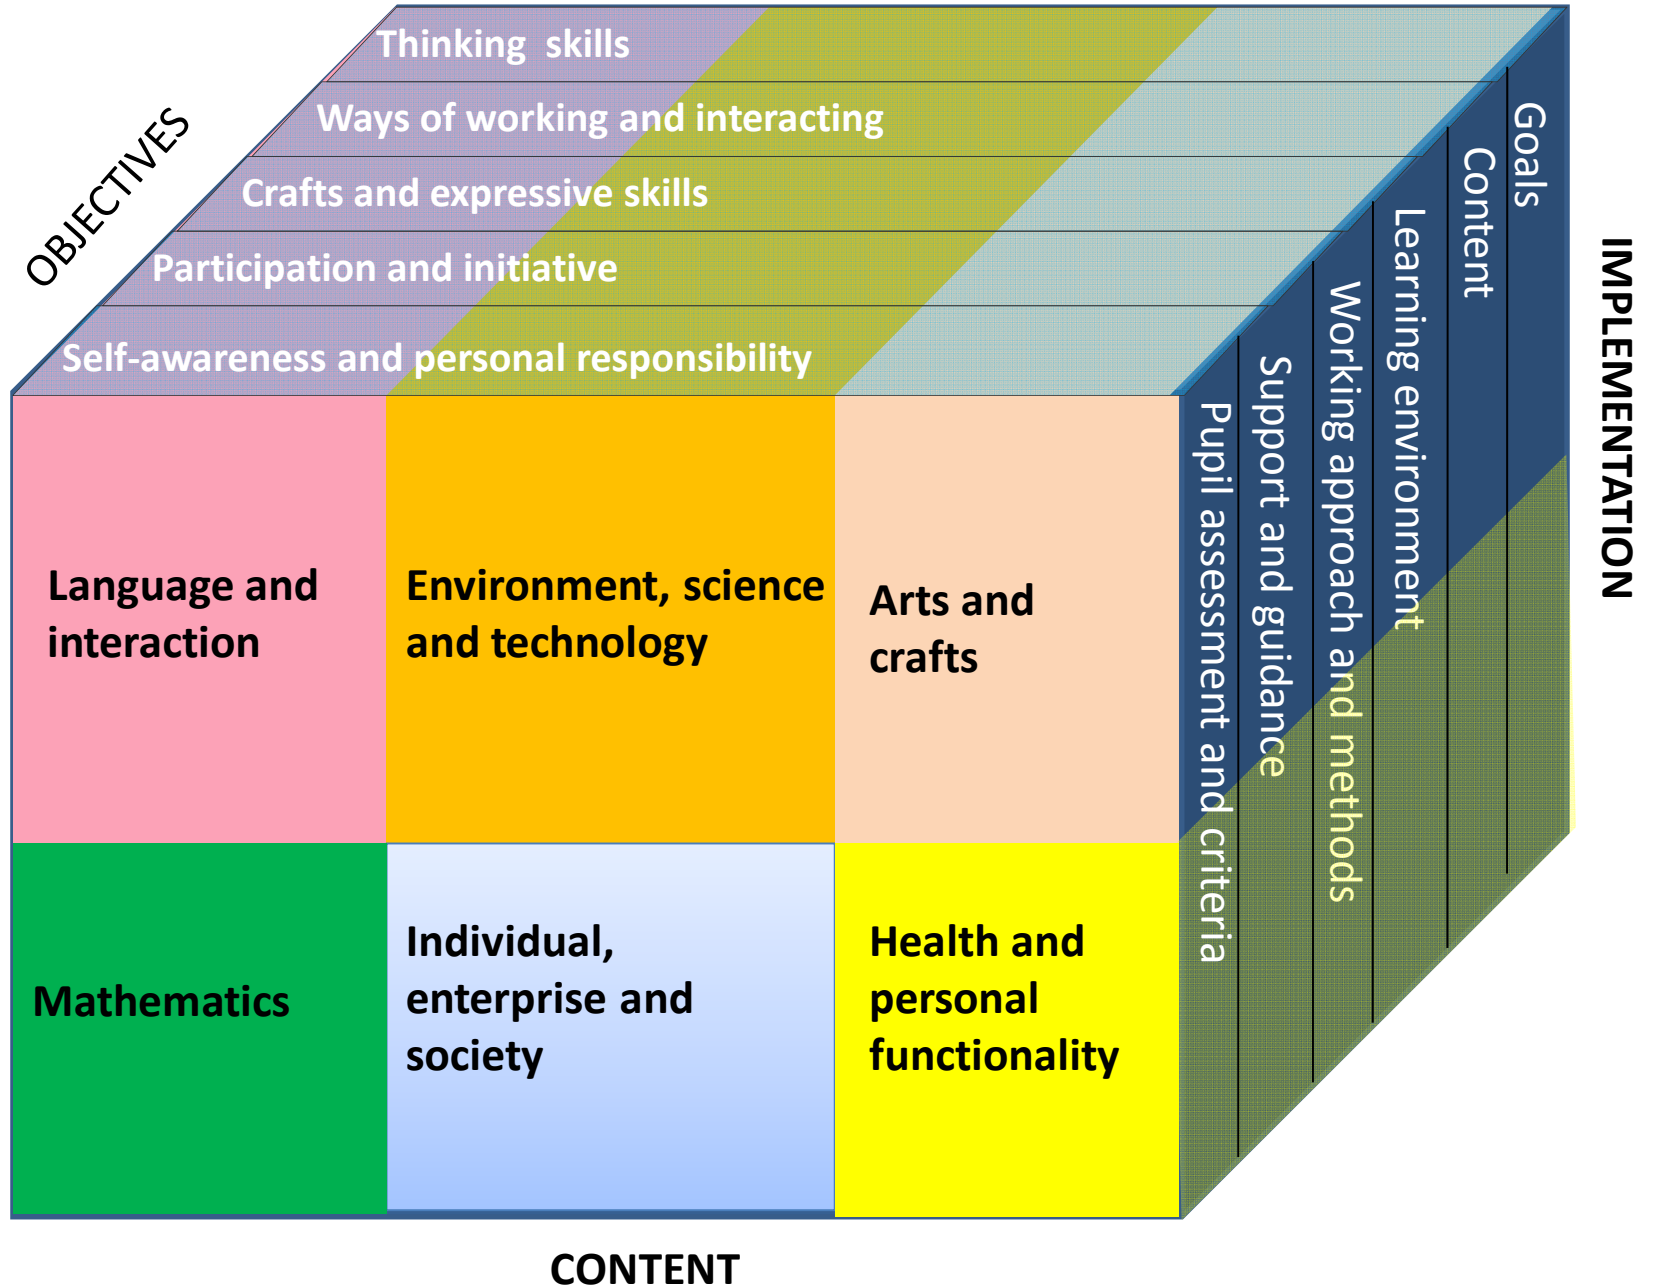 OBJECTIVES
Thinking skills
Ways of working and interacting
Crafts and expressive skills
Participation and initiative
Self-awareness and personal responsibility
Language and
interaction
Environment, science
and technology
Arts and
crafts
Mathematics
Individual,
enterprise and
society
Health and
personal
functionality
Pupil assessment and criteria
Support and guidance
Working approach and methods
Learning environment
Content
Goals
IMPLEMENTATION
CONTENT